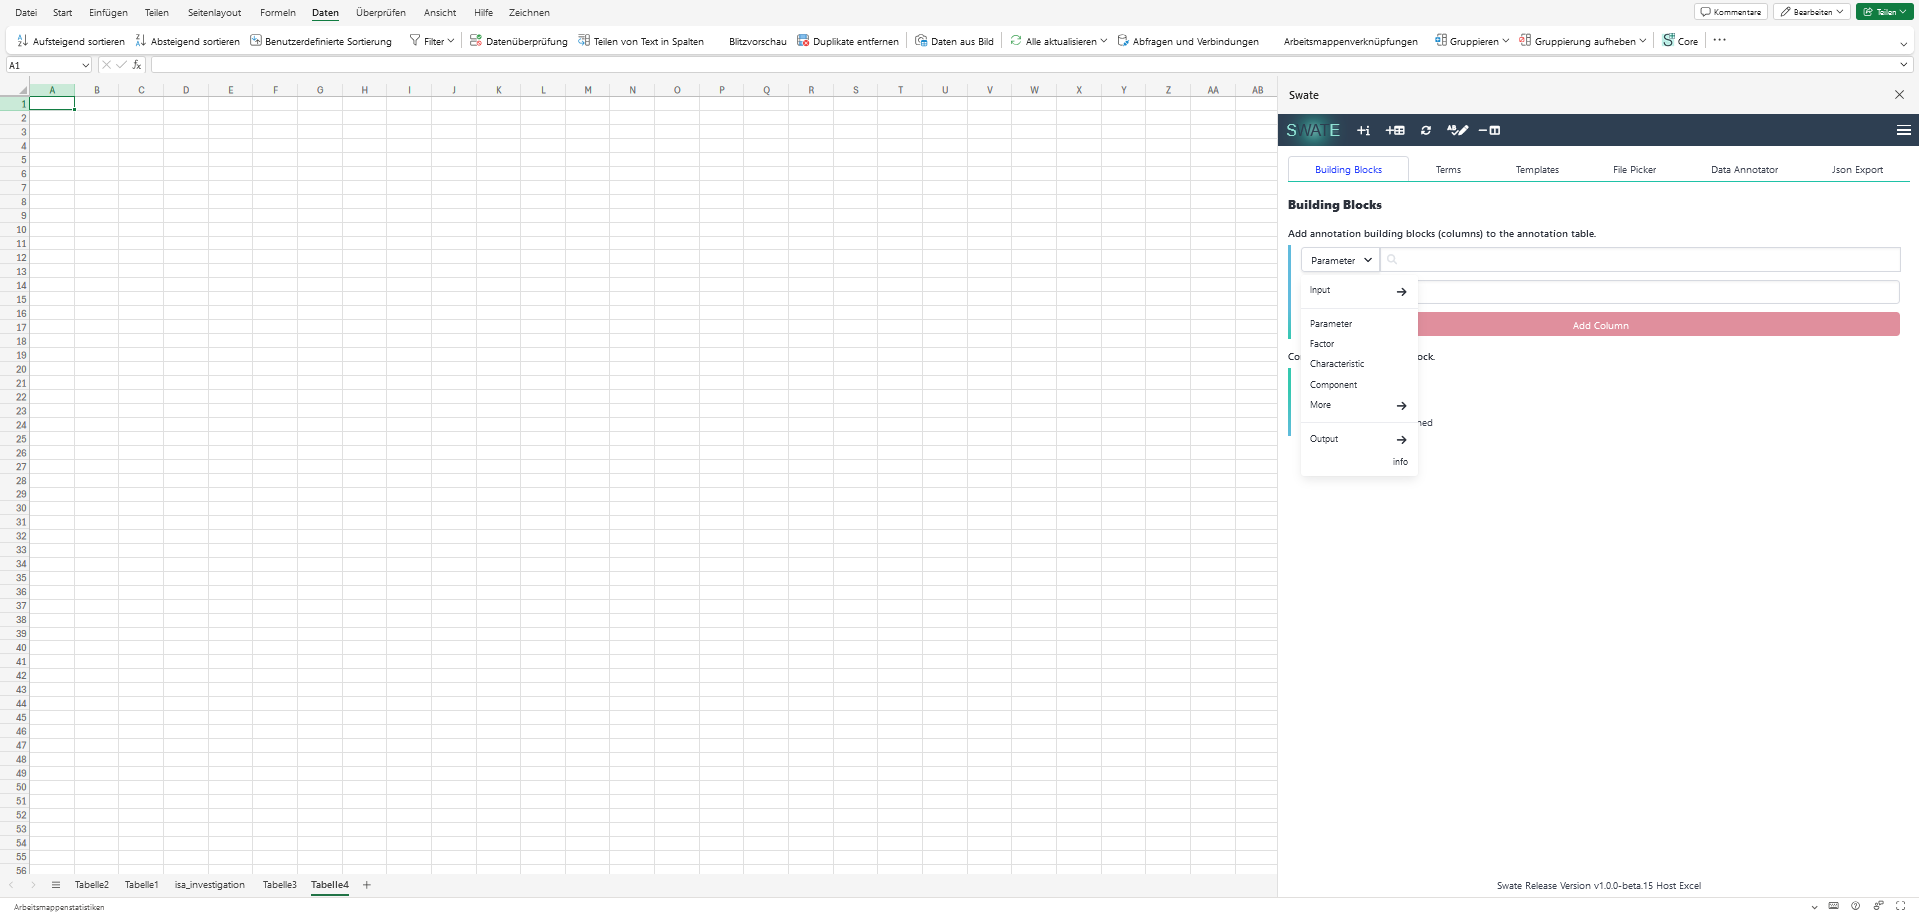 Datei Start Einfügen Teilen Seitenlayout Formeln Daten Überprüfen Ansicht Hilfe Zeichnen Kommentare Bearbeiten Teilen
Aufsteigend sortieren Absteigend sortieren Benutzerdefinierte Sortierung Filter Datenüberprüfung Teilen von Text in Spalten Blitzvorschau Duplikate entfernen Daten aus Bild Alle aktualisieren Abfragen und Verbindungen Arbeitsmappenverknüpfungen Gruppieren Gruppierung aufheben Core ...
A1 fx
A B C D E F G H I J K L M N O P Q R S T U V W X Y Z AA AB
1
2
3
4
5
6
7
8
9
10
11
12
13
14
15
16
17
18
19
20
21
22
23
24
25
26
27
28
29
30
31
32
33
34
35
36
37
38
39
40
41
42
43
44
45
46
47
48
49
50
51
52
53
54
55
56
Swate
SWATE
Building Blocks Terms Templates File Picker Data Annotator Json Export
Building Blocks
Add annotation building blocks (columns) to the annotation table.
Parameter
Input
Parameter
Add Column
Factor
Co ock.
Characteristic
Component
More
ned
Output
info
Swate Release Version v1.0.0-beta.15 Host Excel
Tabelle2 Tabelle1 isa_investigation Tabelle3 Tabelle4 +
Arbeitsmappenstatistiken